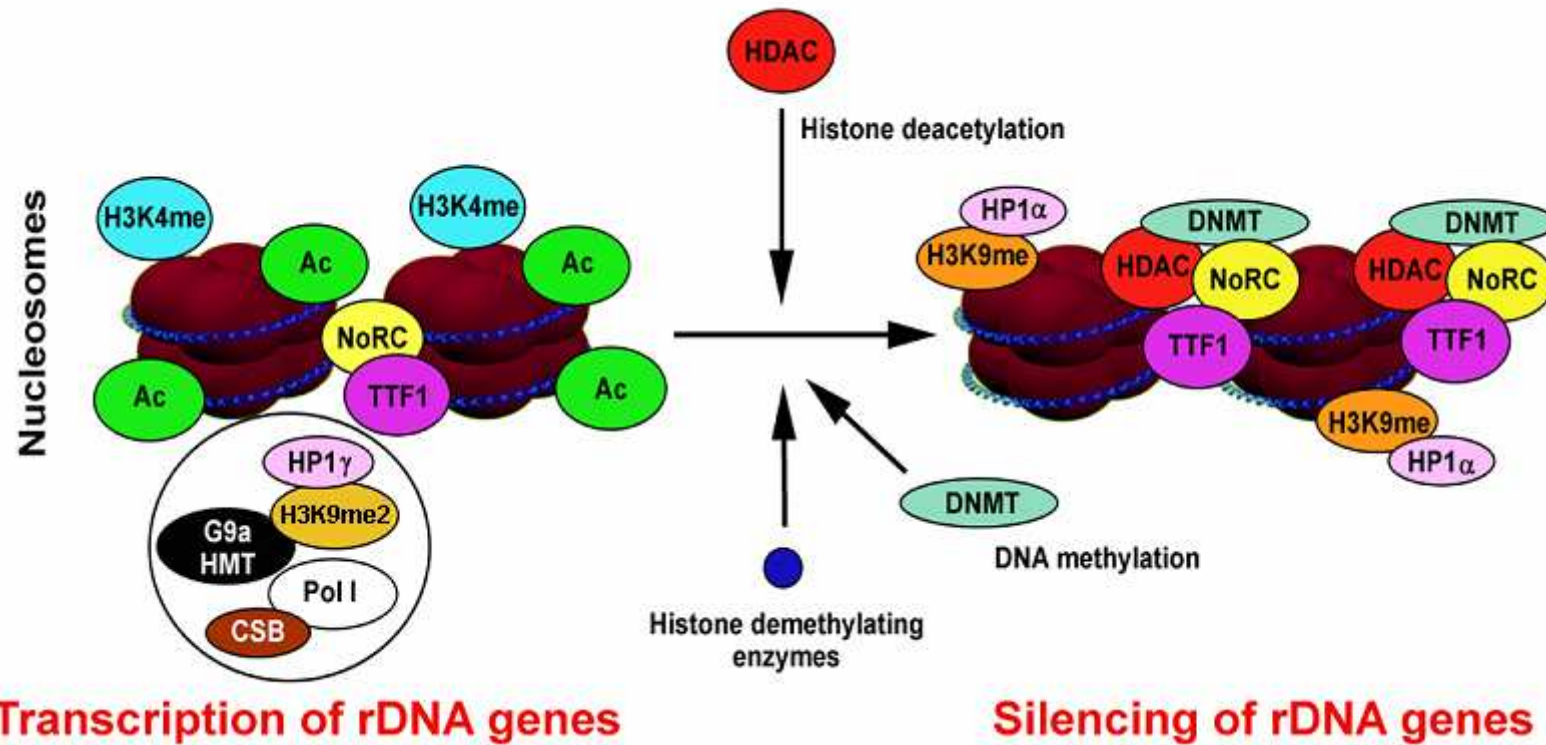 HDAC
Histone deacetylation
Nucleosomes
H3K4me
H3K4me
Ac
Ac
NoRC
TTF1
Ac
Ac
HP1γ
H3K9me2
G9a
HMT
Pol I
CSB
HP1α
H3K9me
DNMT
DNMT
HDAC
NoRC
HDAC
NoRC
TTF1
TTF1
H3K9me
HP1α
DNMT
DNA methylation
Histone demethylating
enzymes
Transcription of rDNA genes
Silencing of rDNA genes